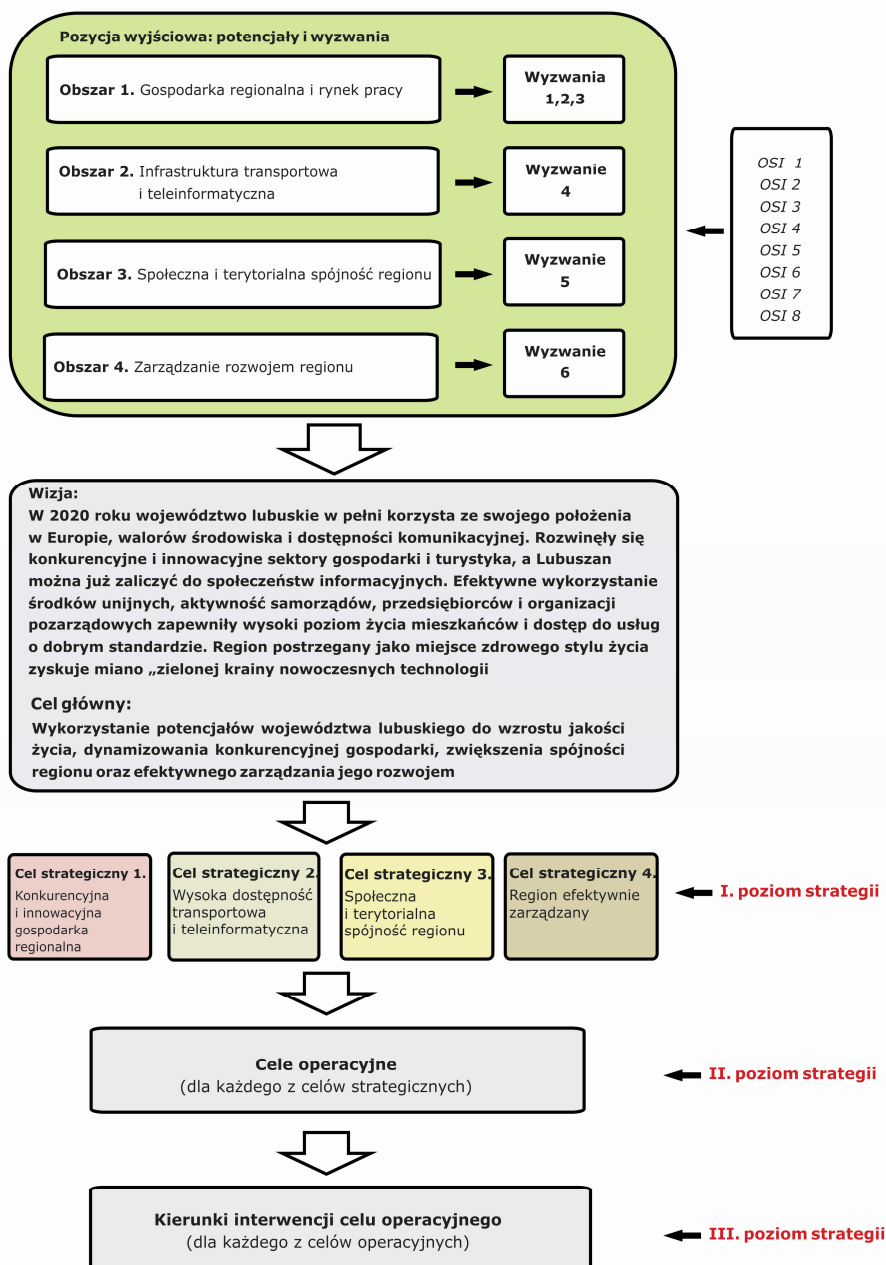 Pozycja wyjściowa: potencjały i wyzwania
Obszar 1. Gospodarka regionalna i rynek pracy
Wyzwania
1,2,3
Obszar 2. Infrastruktura transportowa
i teleinformatyczna
Wyzwanie
4
Obszar 3. Społeczna i terytorialna spójność regionu
Wyzwanie
5
Obszar 4. Zarządzanie rozwojem regionu
Wyzwanie
6
OSI 1
OSI 2
OSI 3
OSI 4
OSI 5
OSI 6
OSI 7
OSI 8
Wizja:
W 2020 roku województwo lubuskie w pełni korzysta ze swojego położenia
w Europie, walorów środowiska i dostępności komunikacyjnej. Rozwinęły się
konkurencyjne i innowacyjne sektory gospodarki i turystyka, a Lubuszan
można już zaliczyć do społeczeństw informacyjnych. Efektywne wykorzystanie
środków unijnych, aktywność samorządów, przedsiębiorców i organizacji
pozarządowych zapewniły wysoki poziom życia mieszkańców i dostęp do usług
o dobrym standardzie. Region postrzegany jako miejsce zdrowego stylu życia
zyskuje miano „zielonej krainy nowoczesnych technologii
Cel główny:
Wykorzystanie potencjałów województwa lubuskiego do wzrostu jakości
życia, dynamizowania konkurencyjnej gospodarki, zwiększenia spójności
regionu oraz efektywnego zarządzania jego rozwojem
Cel strategiczny 1.
Konkurencyjna
i innowacyjna
gospodarka
regionalna
Cel strategiczny 2.
Wysoka dostępność
transportowa
i teleinformatyczna
Cel strategiczny 3.
Społeczna
i terytorialna
spójność regionu
Cel strategiczny 4.
Region efektywnie
zarządzany
I. poziom strategii
Cele operacyjne
(dla każdego z celów strategicznych)
II. poziom strategii
Kierunki interwencji celu operacyjnego
(dla każdego z celów operacyjnych)
III. poziom strategii